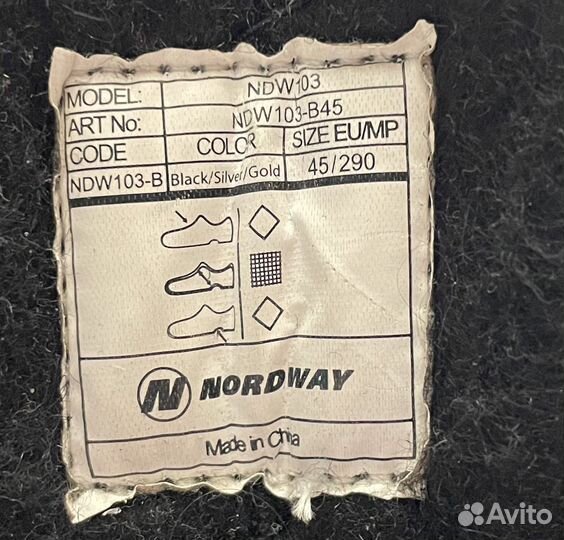 MODEL: NDW103
ART No: NDW103-B45
CODE COLOR SIZE EU/MP
NDW103-B Black/Silver/Gold 45/290
N NORDWAY
Made in China
Avito